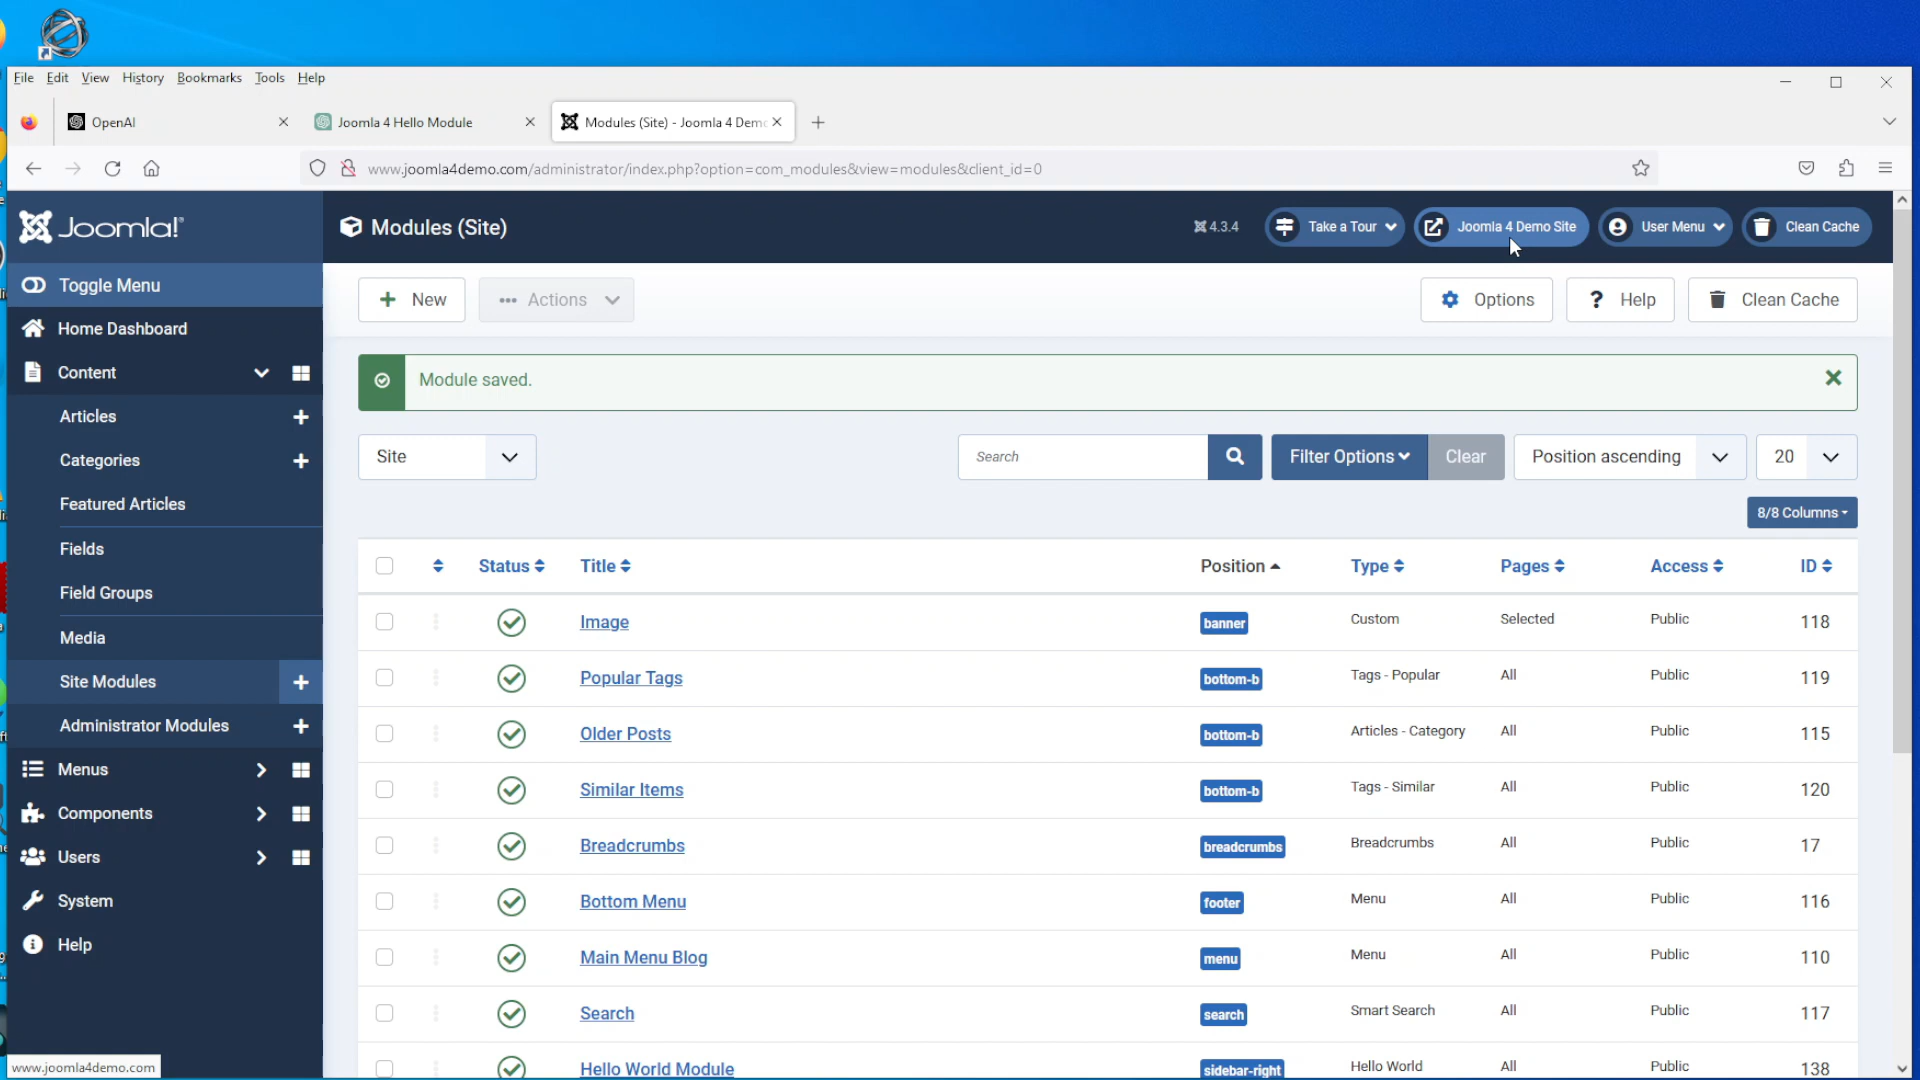 File Edit View History Bookmarks Tools Help
OpenAI
Joomla 4 Hello Module
Modules (Site) - Joomla 4 Demo
www.joomla4demo.com/administrator/index.php?option=com_modules&view=modules&client_id=0
Joomla!
Modules (Site)
4.3.4
Take a Tour
Joomla 4 Demo Site
User Menu
Clean Cache
Toggle Menu
Home Dashboard
Content
Articles
Categories
Featured Articles
Fields
Field Groups
Media
Site Modules
Administrator Modules
Menus
Components
Users
System
Help
New
Actions
Options
Help
Clean Cache
Module saved.
Site
Search
Filter Options
Clear
Position ascending
20
8/8 Columns
Status Title Position Type Pages Access ID
Image banner Custom Selected Public 118
Popular Tags bottom-b Tags - Popular All Public 119
Older Posts bottom-b Articles - Category All Public 115
Similar Items bottom-b Tags - Similar All Public 120
Breadcrumbs breadcrumbs Breadcrumbs All Public 17
Bottom Menu footer Menu All Public 116
Main Menu Blog menu Menu All Public 110
Search search Smart Search All Public 117
Hello World Module sidebar-right Hello World All Public 138
www.joomla4demo.com